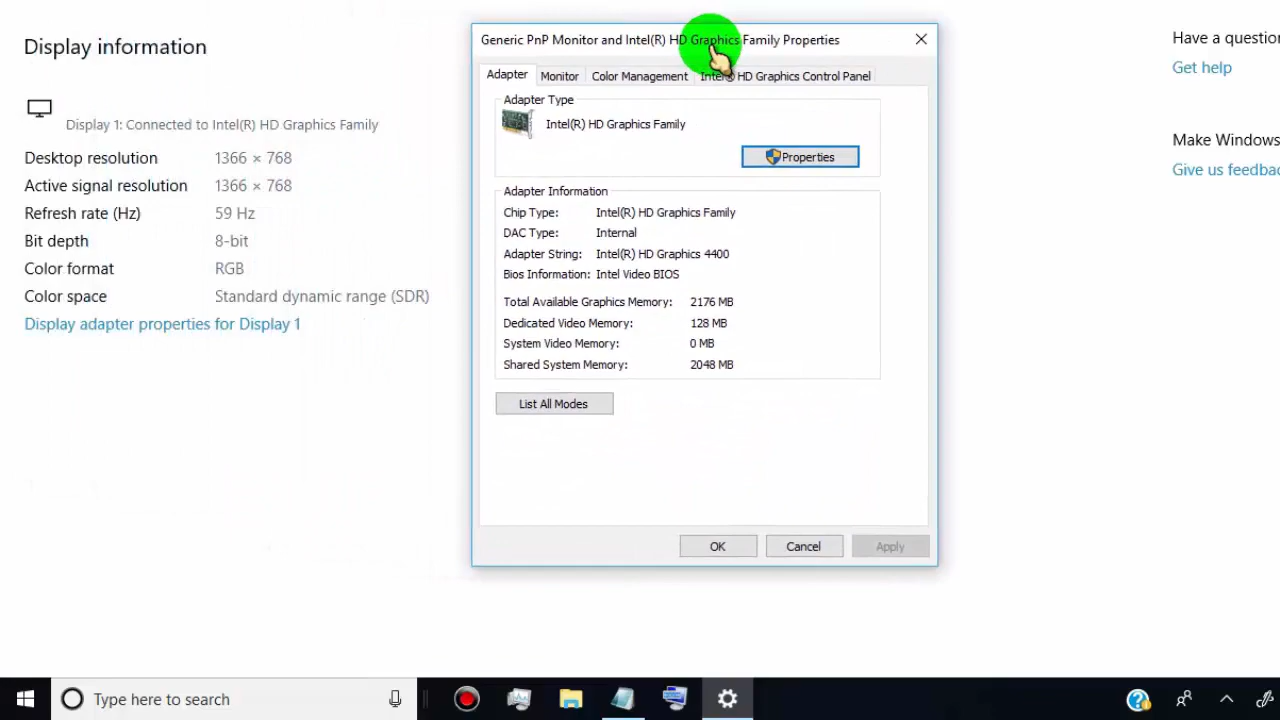 Display information
Display 1: Connected to Intel(R) HD Graphics Family
Desktop resolution 1366 × 768
Active signal resolution 1366 × 768
Refresh rate (Hz) 59 Hz
Bit depth 8-bit
Color format RGB
Color space Standard dynamic range (SDR)
Display adapter properties for Display 1
Generic PnP Monitor and Intel(R) HD Graphics Family Properties
Adapter Monitor Color Management Intel® HD Graphics Control Panel
Adapter Type
Intel(R) HD Graphics Family
Properties
Adapter Information
Chip Type: Intel(R) HD Graphics Family
DAC Type: Internal
Adapter String: Intel(R) HD Graphics 4400
Bios Information: Intel Video BIOS
Total Available Graphics Memory: 2176 MB
Dedicated Video Memory: 128 MB
System Video Memory: 0 MB
Shared System Memory: 2048 MB
List All Modes
OK Cancel Apply
Have a question
Get help
Make Windows
Give us feedbac
Type here to search